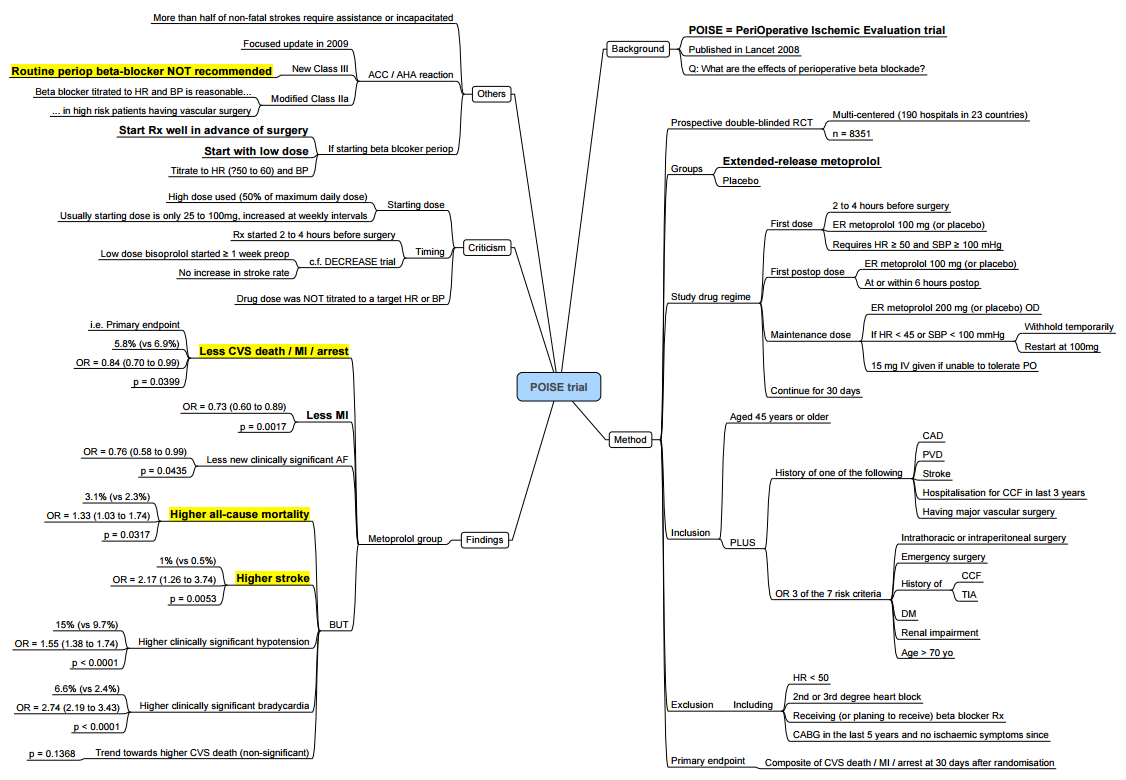 POISE trial
Background
POISE = PeriOperative Ischemic Evaluation trial
Published in Lancet 2008
Q: What are the effects of perioperative beta blockade?
Method
Prospective double-blinded RCT
Multi-centered (190 hospitals in 23 countries)
n = 8351
Groups
Extended-release metoprolol
Placebo
Study drug regime
First dose
2 to 4 hours before surgery
ER metoprolol 100 mg (or placebo)
Requires HR ≥ 50 and SBP ≥ 100 mHg
First postop dose
ER metoprolol 100 mg (or placebo)
At or within 6 hours postop
Maintenance dose
ER metoprolol 200 mg (or placebo) OD
If HR < 45 or SBP < 100 mmHg
Withhold temporarily
Restart at 100mg
15 mg IV given if unable to tolerate PO
Continue for 30 days
Inclusion
Aged 45 years or older
PLUS
History of one of the following
CAD
PVD
Stroke
Hospitalisation for CCF in last 3 years
Having major vascular surgery
OR 3 of the 7 risk criteria
Intrathoracic or intraperitoneal surgery
Emergency surgery
History of
CCF
TIA
DM
Renal impairment
Age > 70 yo
Exclusion
Including
HR < 50
2nd or 3rd degree heart block
Receiving (or planing to receive) beta blocker Rx
CABG in the last 5 years and no ischaemic symptoms since
Primary endpoint
Composite of CVS death / MI / arrest at 30 days after randomisation
Findings
Metoprolol group
Less CVS death / MI / arrest
i.e. Primary endpoint
5.8% (vs 6.9%)
OR = 0.84 (0.70 to 0.99)
p = 0.0399
Less MI
OR = 0.73 (0.60 to 0.89)
p = 0.0017
Less new clinically significant AF
OR = 0.76 (0.58 to 0.99)
p = 0.0435
BUT
Higher all-cause mortality
3.1% (vs 2.3%)
OR = 1.33 (1.03 to 1.74)
p = 0.0317
Higher stroke
1% (vs 0.5%)
OR = 2.17 (1.26 to 3.74)
p = 0.0053
Higher clinically significant hypotension
15% (vs 9.7%)
OR = 1.55 (1.38 to 1.74)
p < 0.0001
Higher clinically significant bradycardia
6.6% (vs 2.4%)
OR = 2.74 (2.19 to 3.43)
p < 0.0001
Trend towards higher CVS death (non-significant)
p = 0.1368
Criticism
Starting dose
High dose used (50% of maximum daily dose)
Usually starting dose is only 25 to 100mg, increased at weekly intervals
Timing
Rx started 2 to 4 hours before surgery
c.f. DECREASE trial
Low dose bisoprolol started ≥ 1 week preop
No increase in stroke rate
Drug dose was NOT titrated to a target HR or BP
Others
More than half of non-fatal strokes require assistance or incapacitated
ACC / AHA reaction
Focused update in 2009
New Class III
Routine periop beta-blocker NOT recommended
Modified Class IIa
Beta blocker titrated to HR and BP is reasonable...
... in high risk patients having vascular surgery
If starting beta blcoker periop
Start Rx well in advance of surgery
Start with low dose
Titrate to HR (?50 to 60) and BP